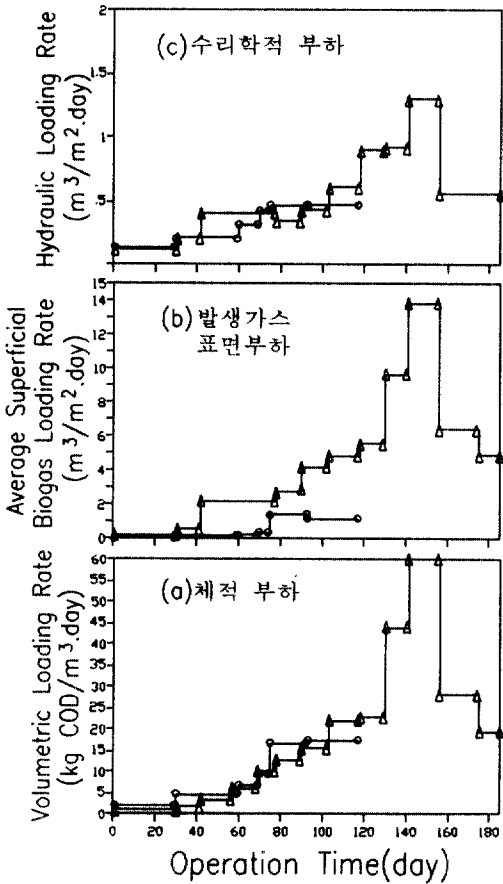 (c)수리학적 부하
Hydraulic Loading Rate
(m³/m².day)
2
1.5
1
.5
(b)발생가스
표면부하
Average Superficial
Biogas Loading Rate
(m³/m².day)
15
14
12
10
8
6
4
2
0
(a)체적 부하
Volumetric Loading Rate
(kg COD/m³.day)
60
55
50
45
40
35
30
25
20
15
10
5
0
0 20 40 60 80 100 120 140 160 180
Operation Time(day)